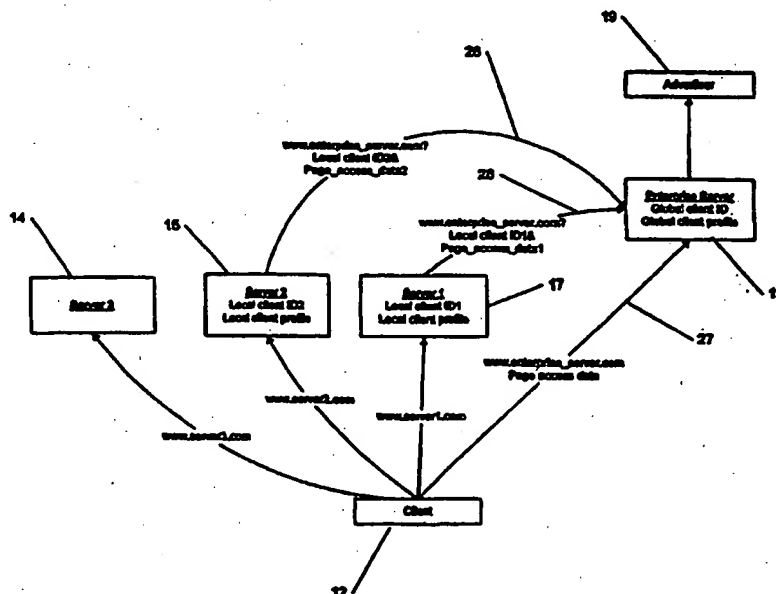 19
26
Advertiser
www.enterprise_server.com?
Local client ID2&
Page_access_data2
28
14
15
www.enterprise_server.com?
Local client ID1&
Page_access_data1
Enterprise Server
Global client ID
Global client profile
Server 3
Server 2
Local client ID2
Local client profile
Server 1
Local client ID1
Local client profile
17
27
www.enterprise_server.com
Page access data
www.server3.com
www.server2.com
www.server1.com
Client
12